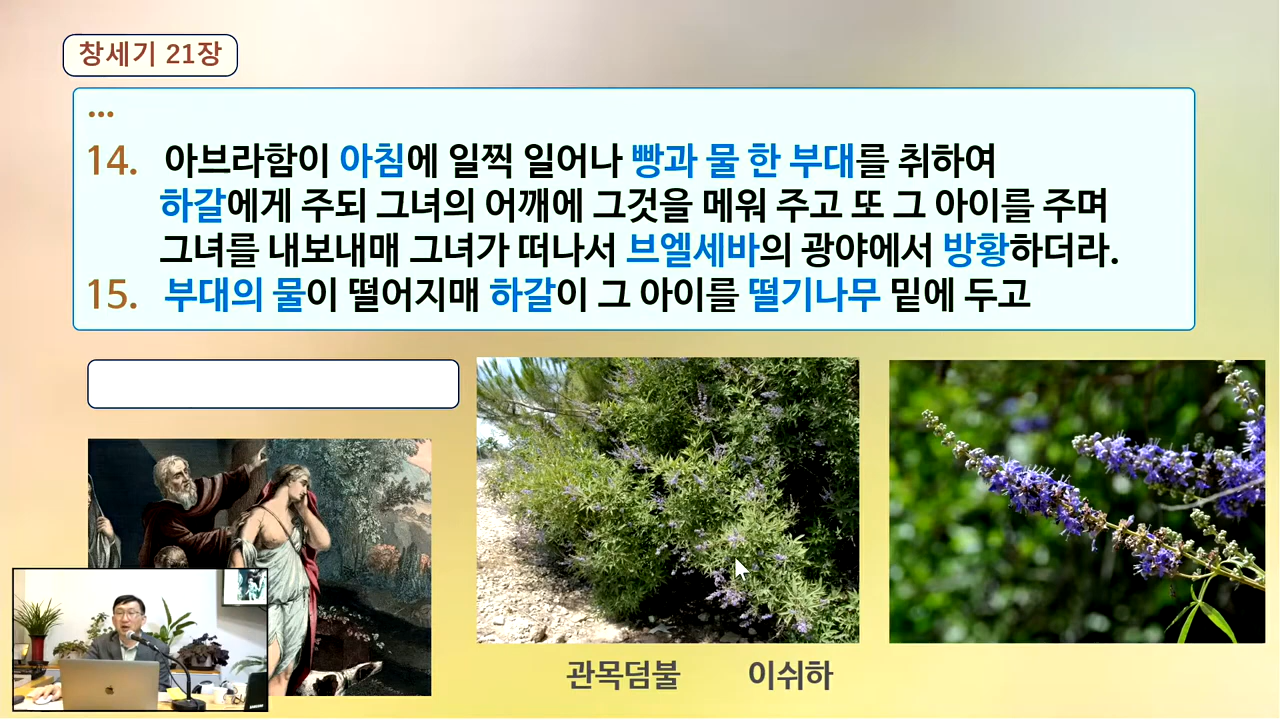 창세기 21장
...
14. 아브라함이 아침에 일찍 일어나 빵과 물 한 부대를 취하여
하갈에게 주되 그녀의 어깨에 그것을 메워 주고 또 그 아이를 주며
그녀를 내보내매 그녀가 떠나서 브엘세바의 광야에서 방황하더라.
15. 부대의 물이 떨어지매 하갈이 그 아이를 떨기나무 밑에 두고
관목덤불 이쉬하